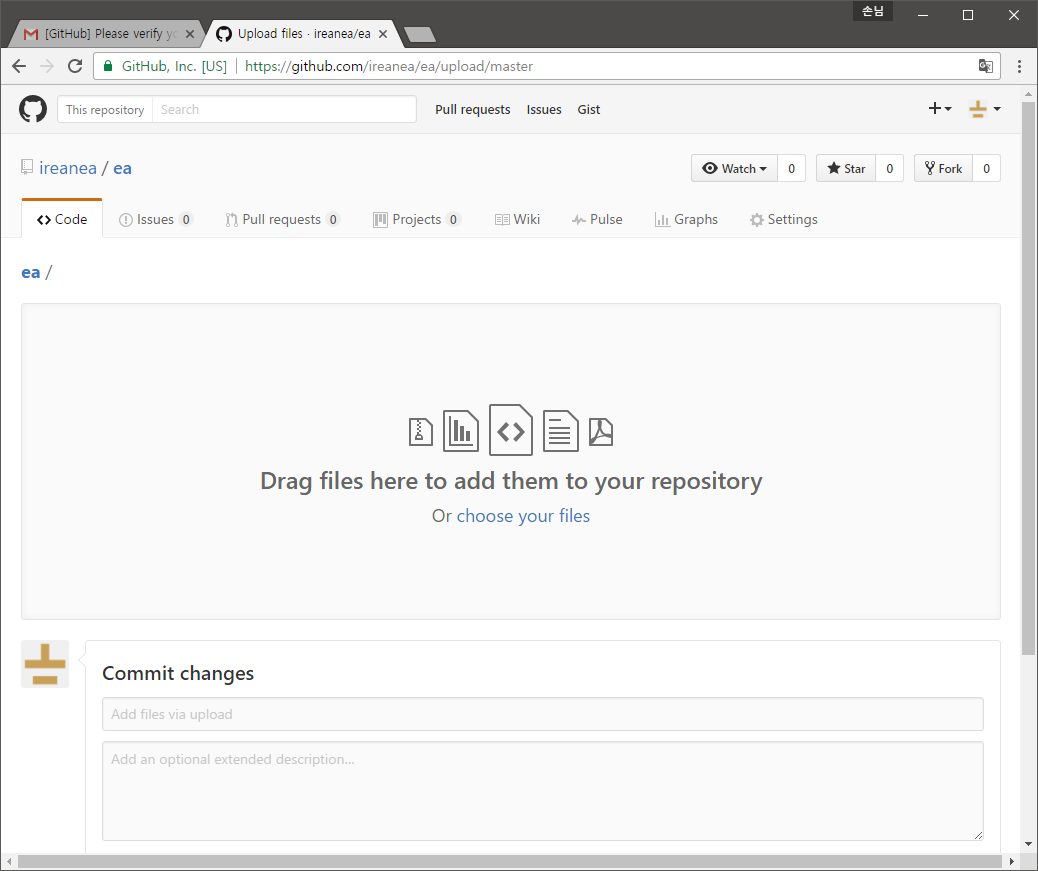 손님
[GitHub] Please verify yo
Upload files · ireanea/ea
GitHub, Inc. [US] https://github.com/ireanea/ea/upload/master
This repository Search Pull requests Issues Gist
ireanea / ea
Watch 0 Star 0 Fork 0
Code Issues 0 Pull requests 0 Projects 0 Wiki Pulse Graphs Settings
ea /
Drag files here to add them to your repository
Or choose your files
Commit changes
Add files via upload
Add an optional extended description...